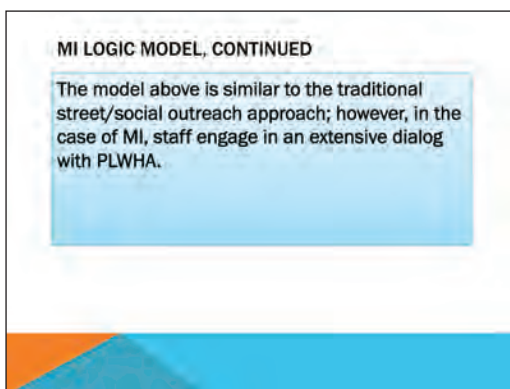 MI LOGIC MODEL, CONTINUED
The model above is similar to the traditional
street/social outreach approach; however, in the
case of MI, staff engage in an extensive dialog
with PLWHA.